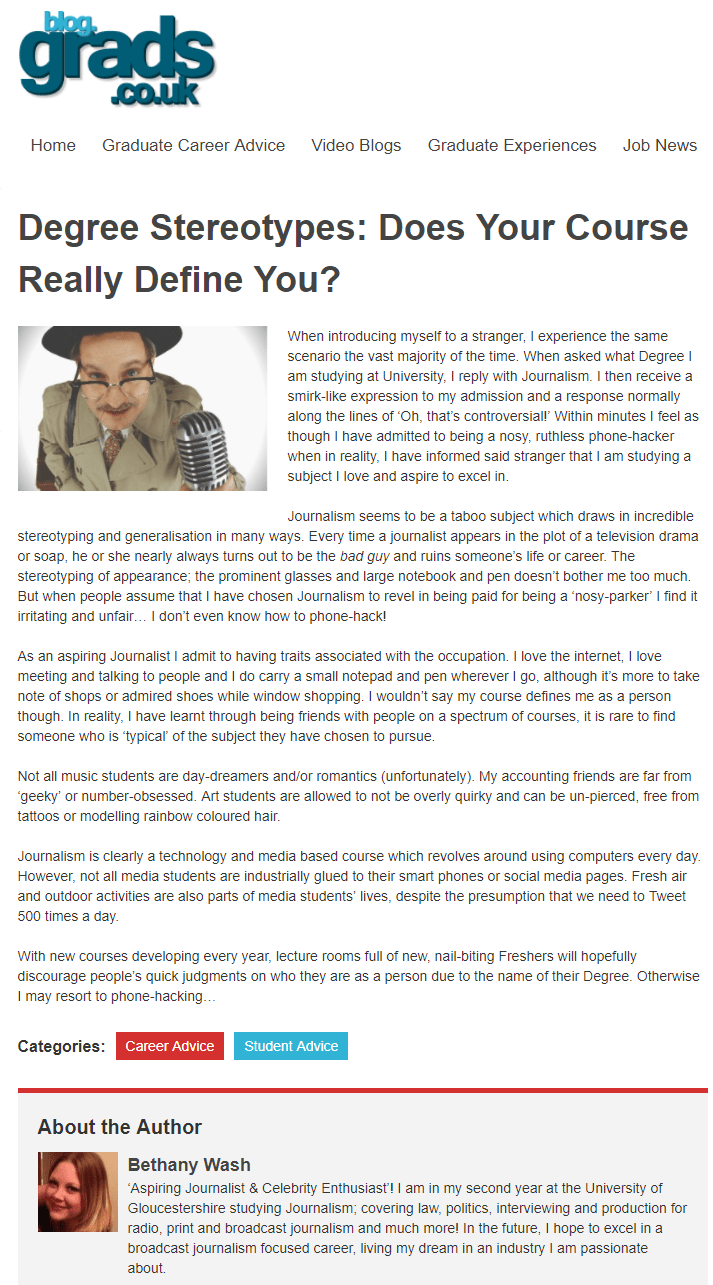 blog.
grads
.co.uk
Home Graduate Career Advice Video Blogs Graduate Experiences Job News
Degree Stereotypes: Does Your Course
Really Define You?
When introducing myself to a stranger, I experience the same
scenario the vast majority of the time. When asked what Degree I
am studying at University, I reply with Journalism. I then receive a
smirk-like expression to my admission and a response normally
along the lines of ‘Oh, that’s controversial!’ Within minutes I feel as
though I have admitted to being a nosy, ruthless phone-hacker
when in reality, I have informed said stranger that I am studying a
subject I love and aspire to excel in.
Journalism seems to be a taboo subject which draws in incredible
stereotyping and generalisation in many ways. Every time a journalist appears in the plot of a television drama
or soap, he or she nearly always turns out to be the bad guy and ruins someone’s life or career. The
stereotyping of appearance; the prominent glasses and large notebook and pen doesn’t bother me too much.
But when people assume that I have chosen Journalism to revel in being paid for being a ‘nosy-parker’ I find it
irritating and unfair… I don’t even know how to phone-hack!
As an aspiring Journalist I admit to having traits associated with the occupation. I love the internet, I love
meeting and talking to people and I do carry a small notepad and pen wherever I go, although it’s more to take
note of shops or admired shoes while window shopping. I wouldn’t say my course defines me as a person
though. In reality, I have learnt through being friends with people on a spectrum of courses, it is rare to find
someone who is ‘typical’ of the subject they have chosen to pursue.
Not all music students are day-dreamers and/or romantics (unfortunately). My accounting friends are far from
‘geeky’ or number-obsessed. Art students are allowed to not be overly quirky and can be un-pierced, free from
tattoos or modelling rainbow coloured hair.
Journalism is clearly a technology and media based course which revolves around using computers every day.
However, not all media students are industrially glued to their smart phones or social media pages. Fresh air
and outdoor activities are also parts of media students’ lives, despite the presumption that we need to Tweet
500 times a day.
With new courses developing every year, lecture rooms full of new, nail-biting Freshers will hopefully
discourage people’s quick judgments on who they are as a person due to the name of their Degree. Otherwise
I may resort to phone-hacking…
Categories: Career Advice Student Advice
About the Author
Bethany Wash
‘Aspiring Journalist & Celebrity Enthusiast’! I am in my second year at the University of
Gloucestershire studying Journalism; covering law, politics, interviewing and production for
radio, print and broadcast journalism and much more! In the future, I hope to excel in a
broadcast journalism focused career, living my dream in an industry I am passionate
about.